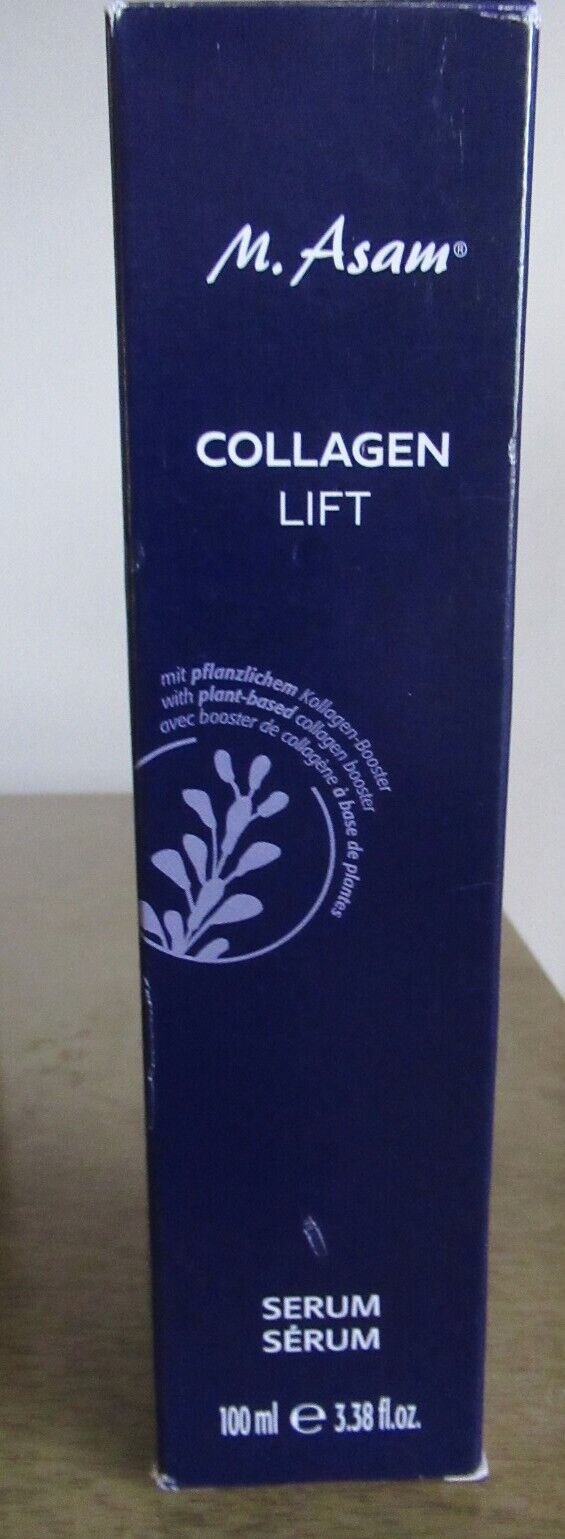 M. Asam®
COLLAGEN
LIFT
mit pflanzlichem Kollagen-Booster
with plant-based collagen booster
avec booster de collagène à base de plantes
SERUM
SÉRUM
100 ml ℮ 3.38 fl.oz.